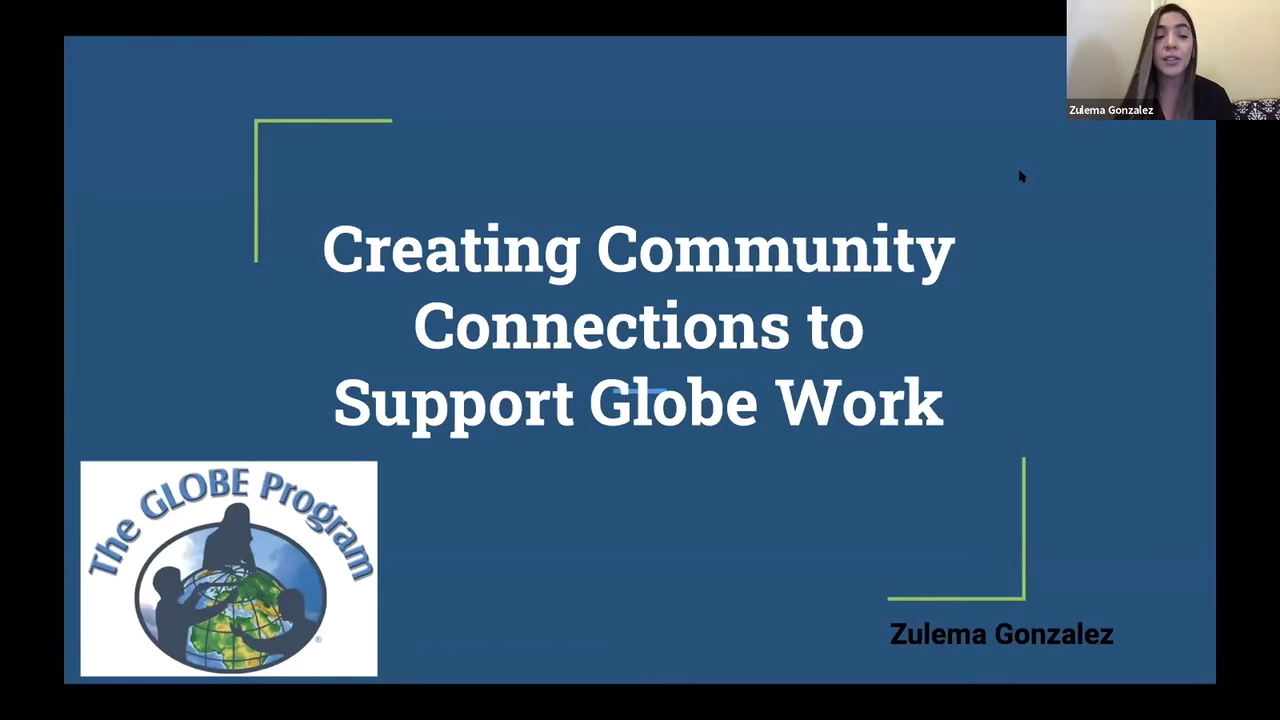 Zulema Gonzalez
Creating Community
Connections to
Support Globe Work
The GLOBE Program
®
Zulema Gonzalez